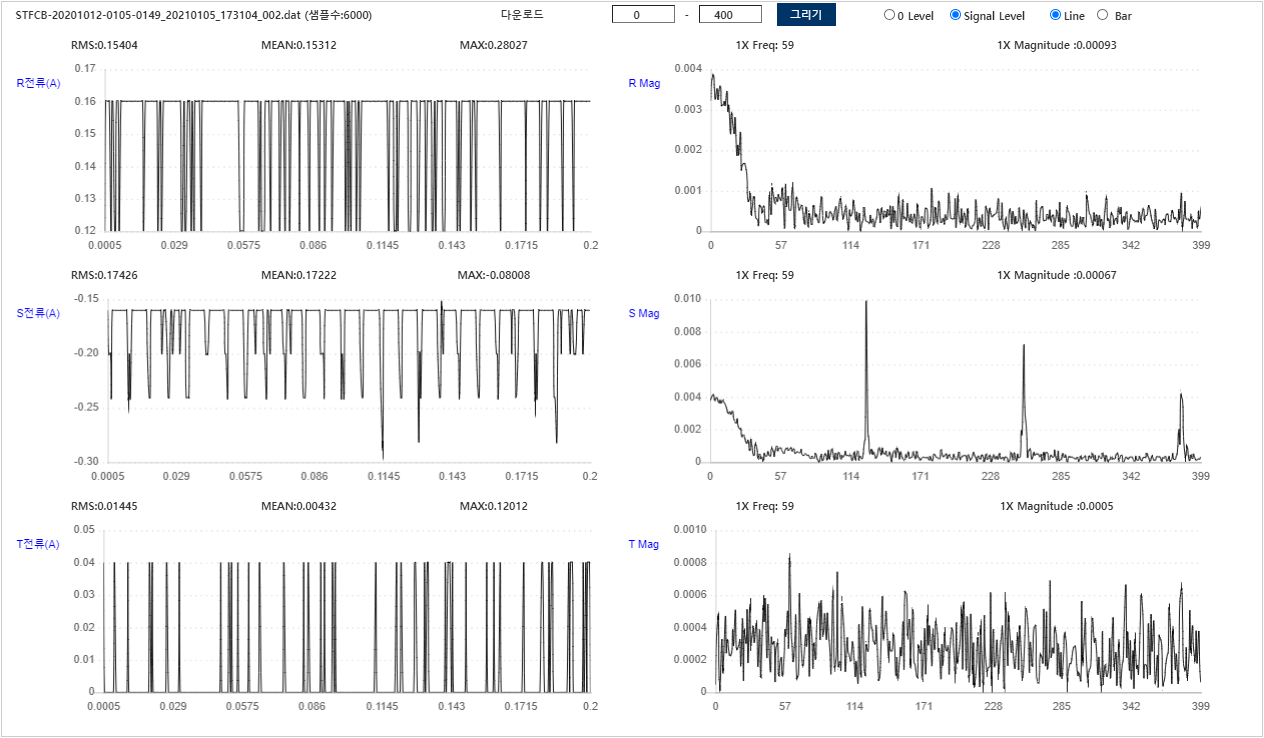 STFCB-20201012-0105-0149_20210105_173104_002.dat (샘플수:6000) 다운로드 0 - 400 그리기 0 Level Signal Level Line Bar
RMS:0.15404 MEAN:0.15312 MAX:0.28027 1X Freq: 59 1X Magnitude :0.00093
R전류(A)
0.17
0.16
0.15
0.14
0.13
0.12
0.0005 0.029 0.0575 0.086 0.1145 0.143 0.1715 0.2
R Mag
0.004
0.003
0.002
0.001
0
0 57 114 171 228 285 342 399
RMS:0.17426 MEAN:0.17222 MAX:-0.08008 1X Freq: 59 1X Magnitude :0.00067
S전류(A)
-0.15
-0.20
-0.25
-0.30
0.0005 0.029 0.0575 0.086 0.1145 0.143 0.1715 0.2
S Mag
0.010
0.008
0.006
0.004
0.002
0
0 57 114 171 228 285 342 399
RMS:0.01445 MEAN:0.00432 MAX:0.12012 1X Freq: 59 1X Magnitude :0.0005
T전류(A)
0.05
0.04
0.03
0.02
0.01
0
0.0005 0.029 0.0575 0.086 0.1145 0.143 0.1715 0.2
T Mag
0.0010
0.0008
0.0006
0.0004
0.0002
0
0 57 114 171 228 285 342 399